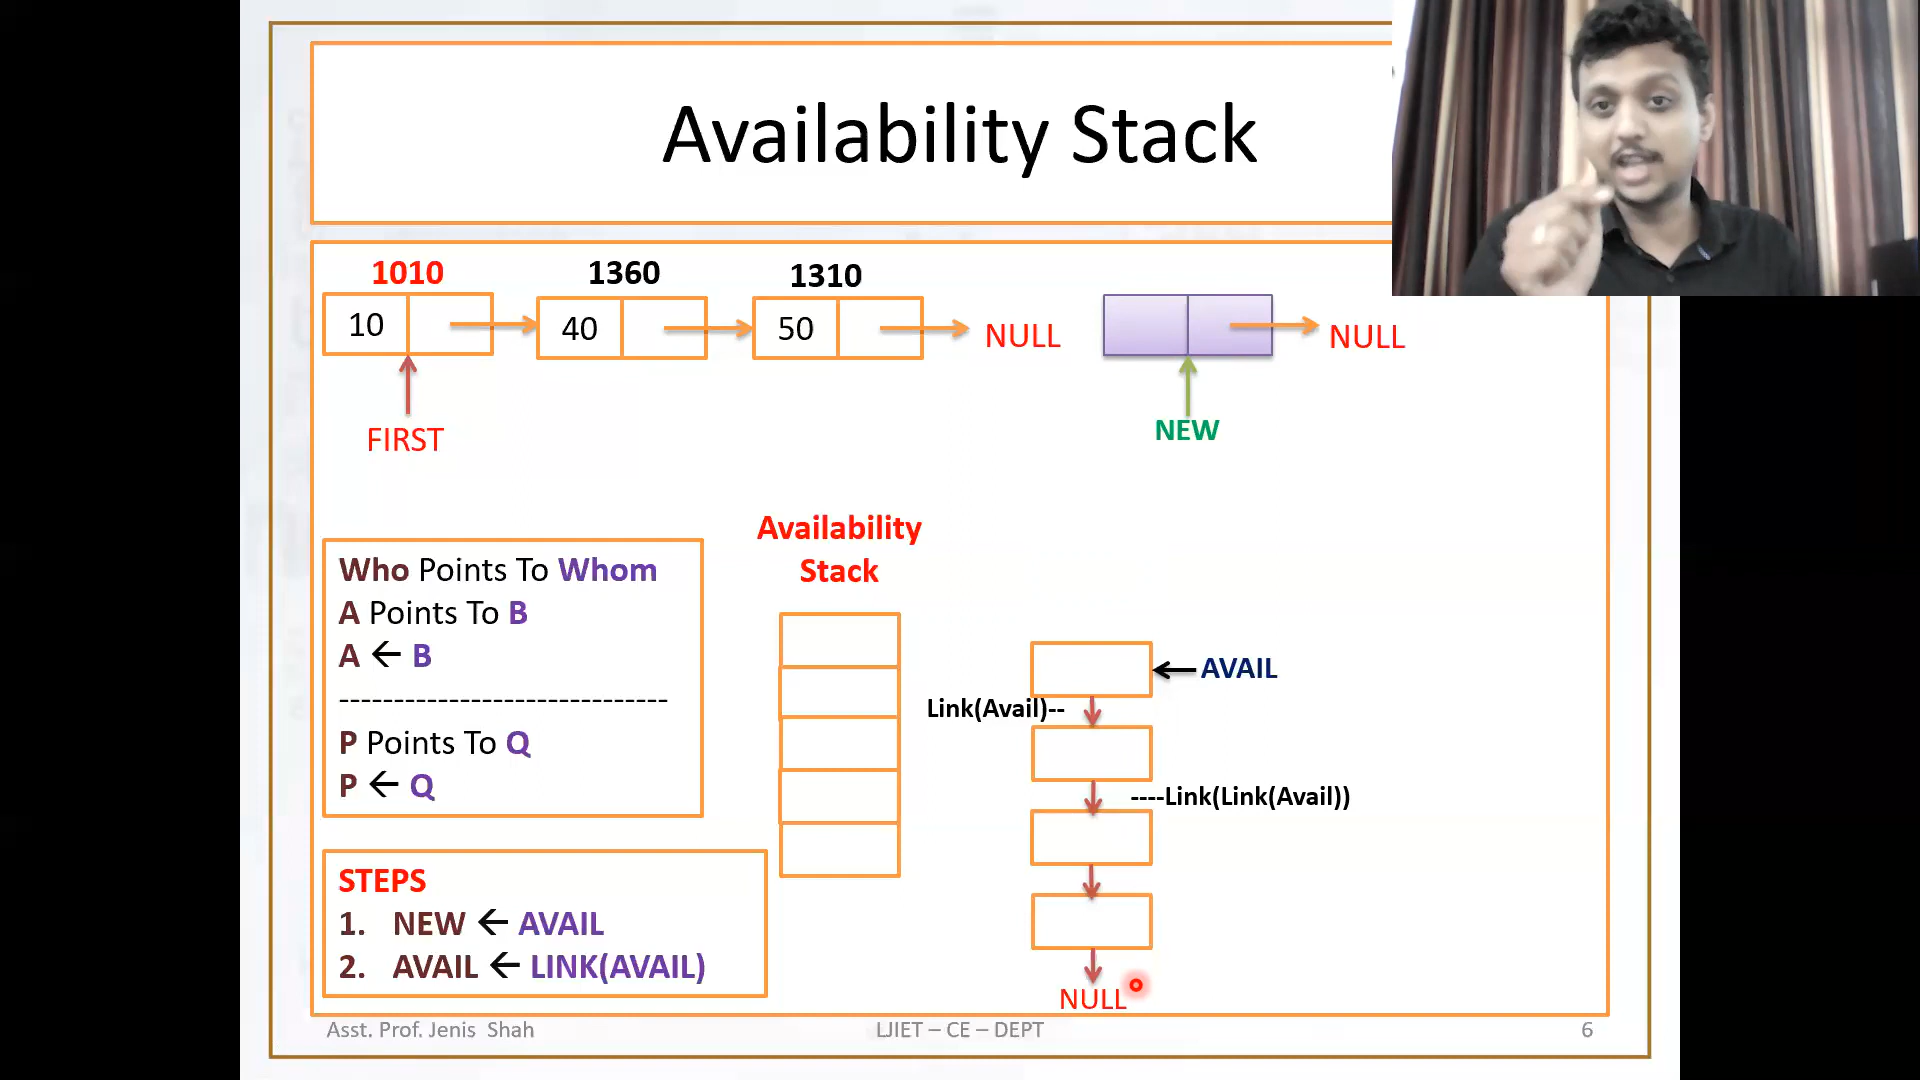 Availability Stack
1010
1360
1310
10
40
50
NULL
NULL
FIRST
NEW
Availability
Stack
Who Points To Whom
A Points To B
A ← B
------------------------------
P Points To Q
P ← Q
AVAIL
Link(Avail)--
----Link(Link(Avail))
NULL
STEPS
1. NEW ← AVAIL
2. AVAIL ← LINK(AVAIL)
Asst. Prof. Jenis Shah
LJIET – CE – DEPT
6